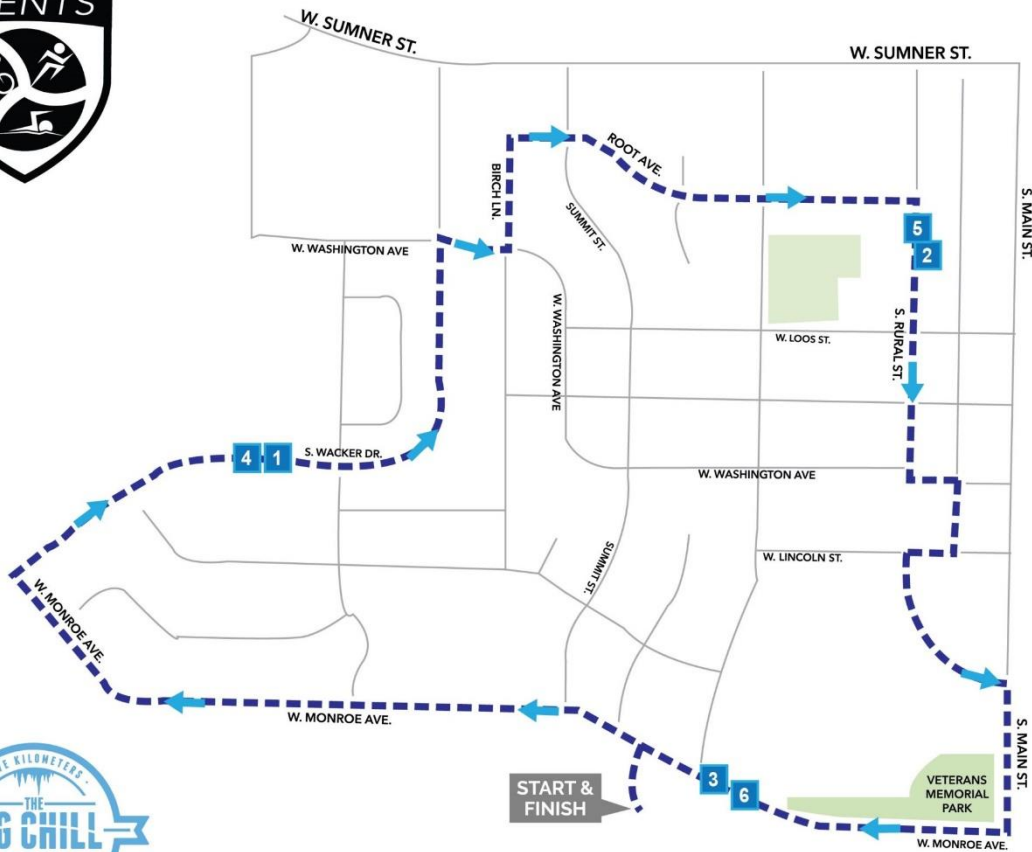 W. SUMNER ST.
W. SUMNER ST.
ROOT AVE.
BIRCH LN.
SUMMIT ST.
S. MAIN ST.
5
2
W. WASHINGTON AVE
W. WASHINGTON AVE
W. LOOS ST.
S. RURAL ST.
4 1
S. WACKER DR.
W. WASHINGTON AVE
W. LINCOLN ST.
SUMMIT ST.
W. MONROE AVE.
W. MONROE AVE.
S. MAIN ST.
3
6
START &
FINISH
VETERANS
MEMORIAL
PARK
W. MONROE AVE.
KILOMETERS
THE
CHILL